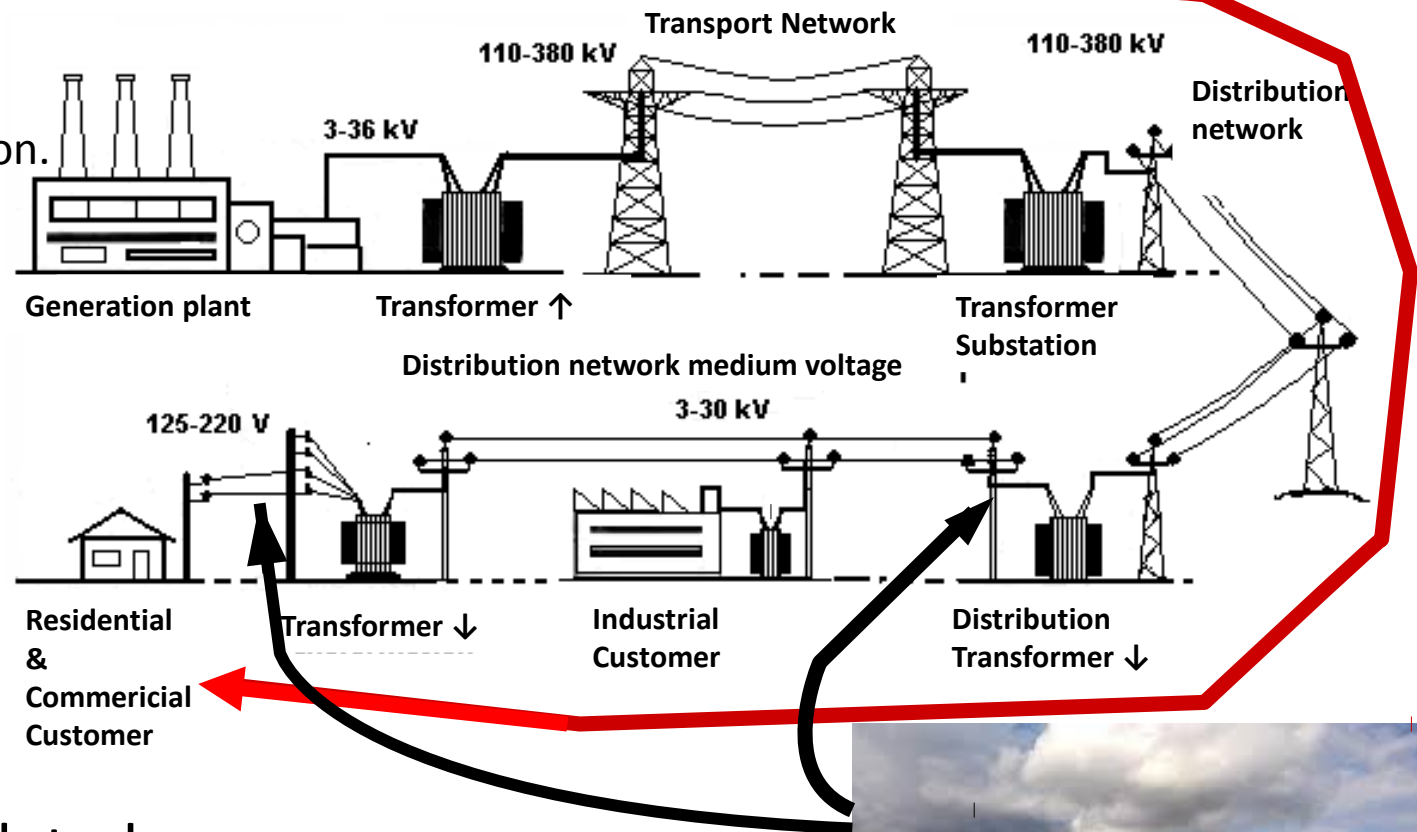 Transport Network
110-380 kV
110-380 kV
Distribution
network
3-36 kV
on.
Generation plant
Transformer ↑
Transformer
Substation
Distribution network medium voltage
125-220 V
3-30 kV
Residential
&
Commericial
Customer
Transformer ↓
Industrial
Customer
Distribution
Transformer ↓